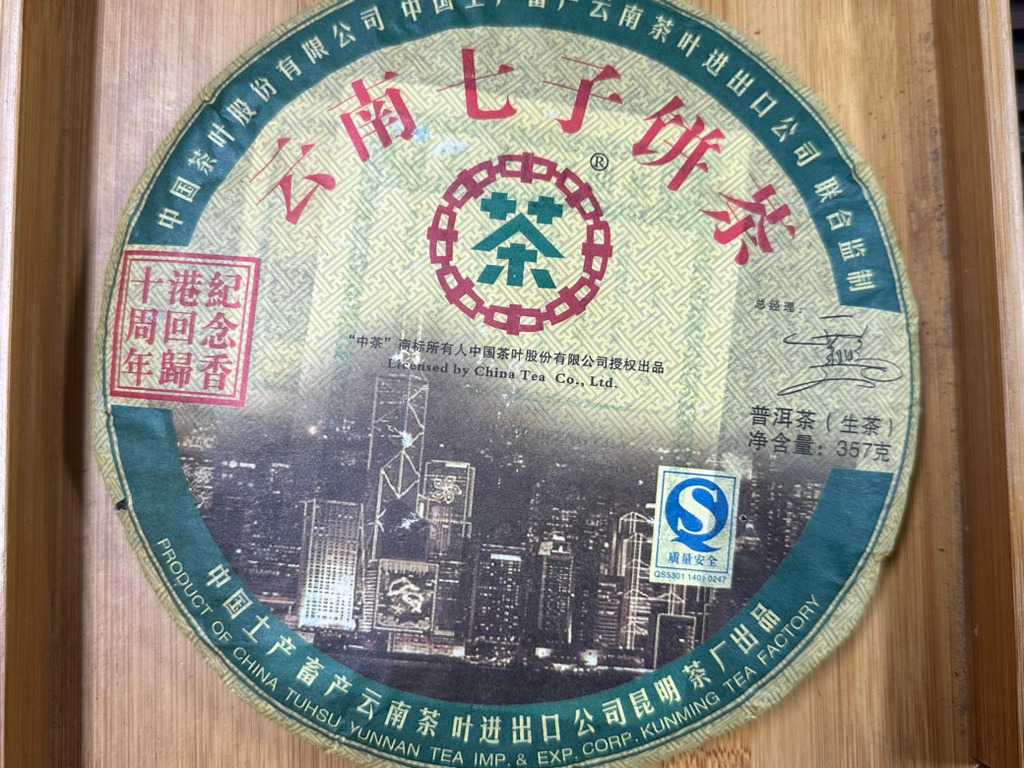 中国茶叶股份有限公司 中国土产畜产云南茶叶进出口公司 联合监制
云南七子饼茶
®
茶
紀念香
港回歸
十周年
“中茶”商标所有人中国茶叶股份有限公司授权出品
Licensed by China Tea Co., Ltd.
总经理：
普洱茶（生茶）
净含量：357克
质量安全
QS5301 1401 0247
中国土产畜产云南茶叶进出口公司昆明茶厂出品
PRODUCT OF CHINA TUHSU YUNNAN TEA IMP. & EXP. CORP. KUNMING TEA FACTORY